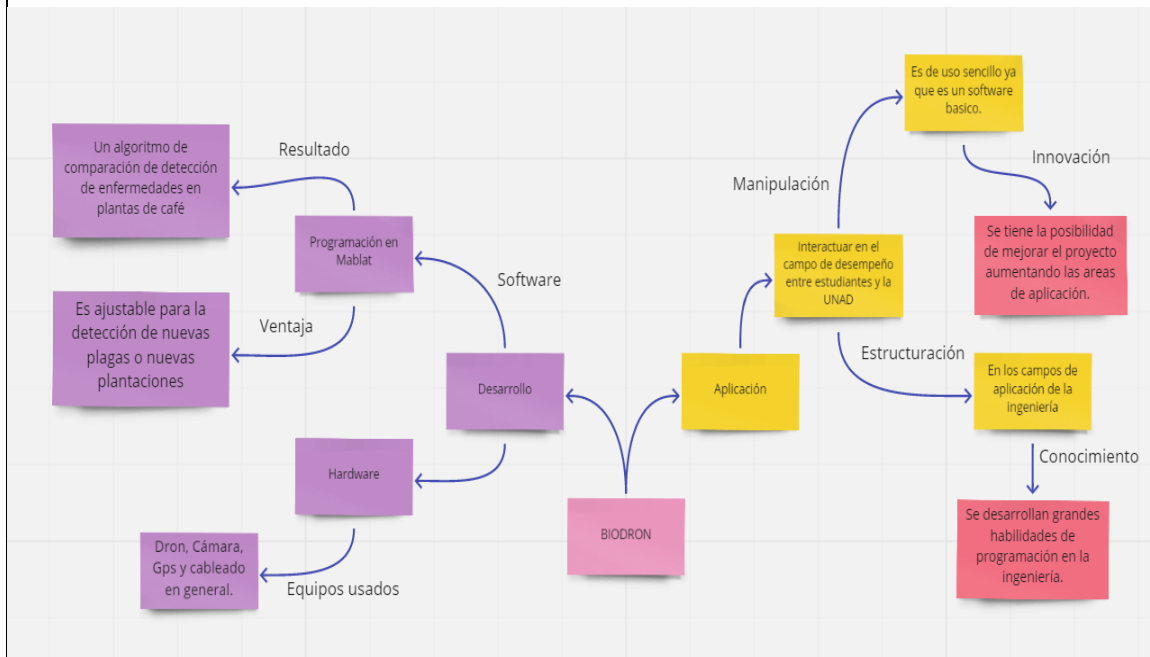 Es de uso sencillo ya
que es un software
basico.
Un algoritmo de
comparación de detección
de enfermedades en
plantas de café
Resultado
Innovación
Manipulación
Programación en
Mablat
Interactuar en el
campo de desempeño
entre estudiantes y la
UNAD
Se tiene la posibilidad
de mejorar el proyecto
aumentando las areas
de aplicación.
Software
Es ajustable para la
detección de nuevas
plagas o nuevas
plantaciones
Ventaja
Estructuración
Desarrollo
Aplicación
En los campos de
aplicación de la
ingeniería
Hardware
Conocimiento
BIODRON
Dron, Cámara,
Gps y cableado
en general.
Equipos usados
Se desarrollan grandes
habilidades de
programación en la
ingeniería.